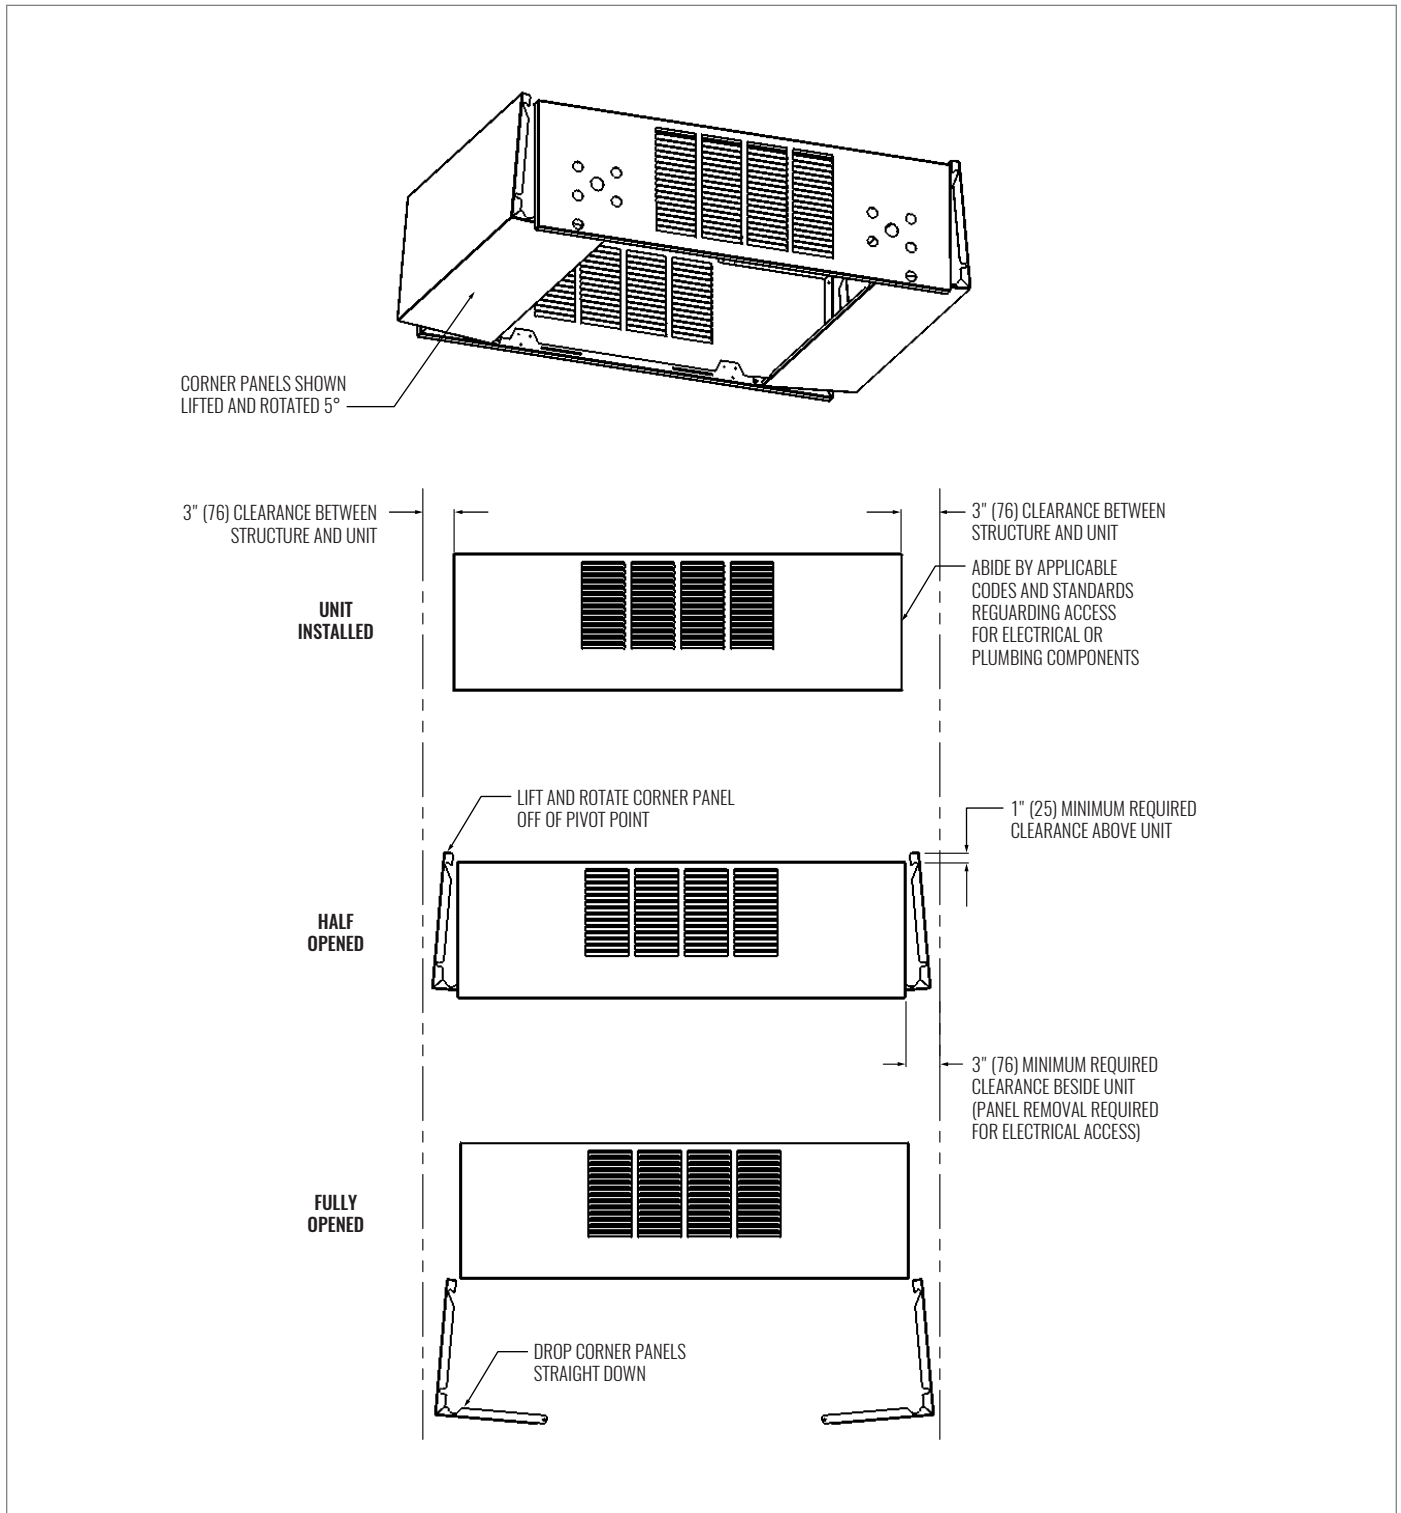 CORNER PANELS SHOWN
LIFTED AND ROTATED 5°
3" (76) CLEARANCE BETWEEN
STRUCTURE AND UNIT
3" (76) CLEARANCE BETWEEN
STRUCTURE AND UNIT
ABIDE BY APPLICABLE
CODES AND STANDARDS
REGUARDING ACCESS
FOR ELECTRICAL OR
PLUMBING COMPONENTS
UNIT
INSTALLED
LIFT AND ROTATE CORNER PANEL
OFF OF PIVOT POINT
1" (25) MINIMUM REQUIRED
CLEARANCE ABOVE UNIT
HALF
OPENED
3" (76) MINIMUM REQUIRED
CLEARANCE BESIDE UNIT
(PANEL REMOVAL REQUIRED
FOR ELECTRICAL ACCESS)
FULLY
OPENED
DROP CORNER PANELS
STRAIGHT DOWN